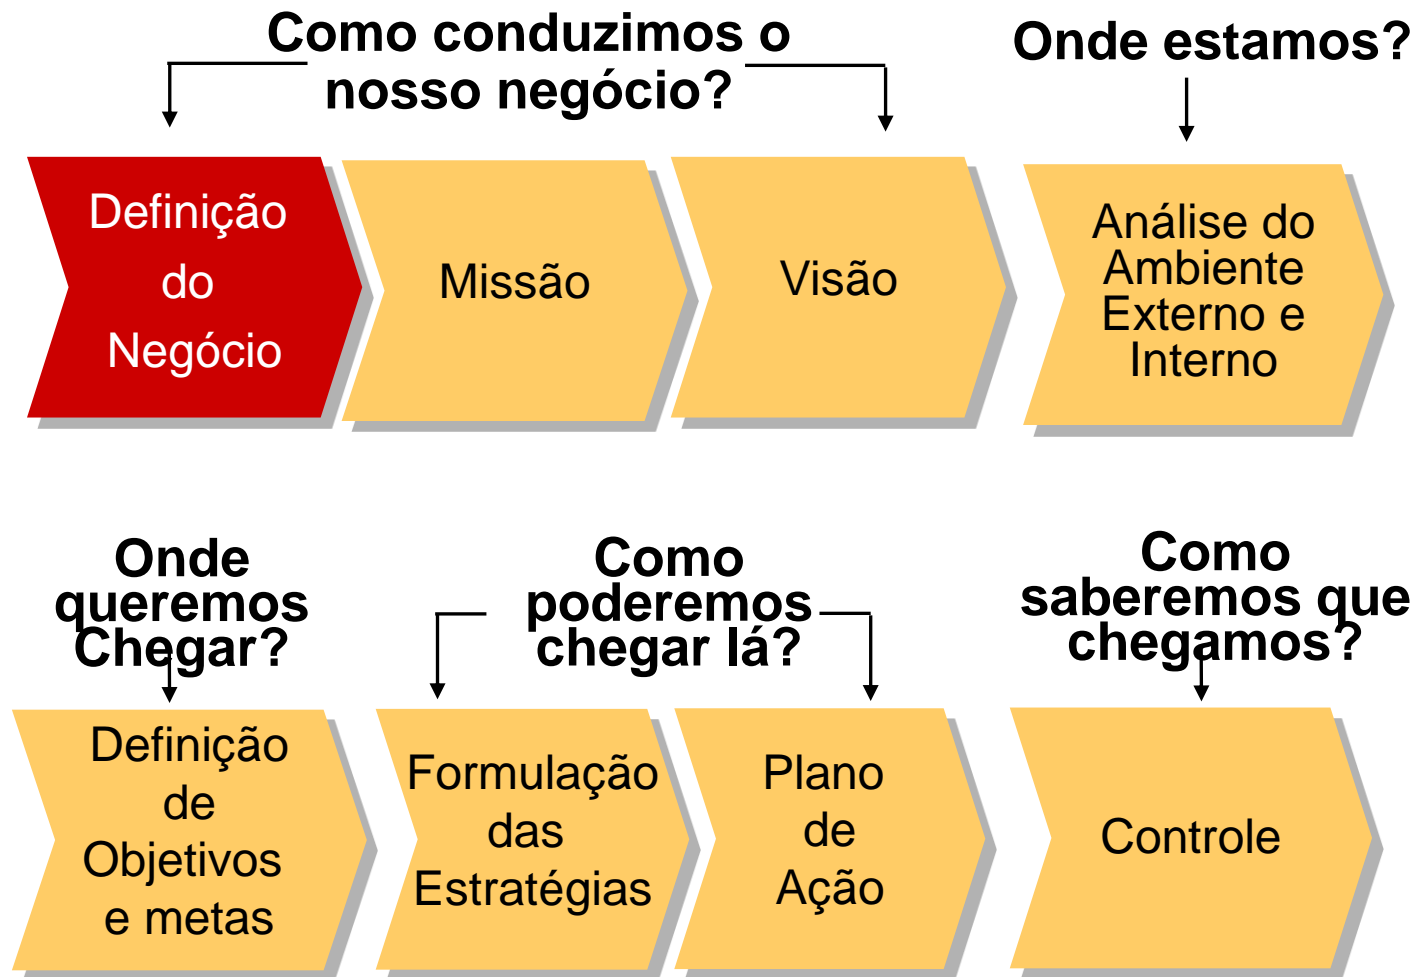 Como conduzimos o
nosso negócio?
Onde estamos?
Definição
do
Negócio
Missão
Visão
Análise do
Ambiente
Externo e
Interno
Onde
queremos
Chegar?
Como
poderemos
chegar lá?
Como
saberemos que
chegamos?
Definição
de
Objetivos
e metas
Formulação
das
Estratégias
Plano
de
Ação
Controle